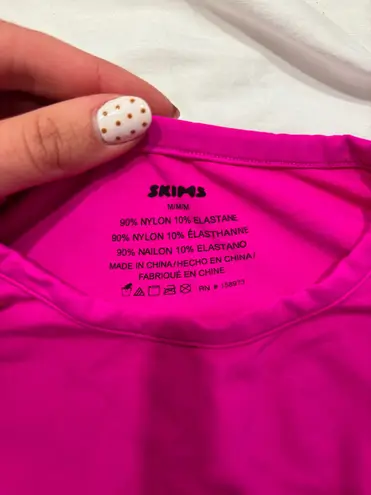 SKIMS
M/M/M
90% NYLON 10% ELASTANE
90% NYLON 10% ÉLASTHANNE
90% NAILON 10% ELASTANO
MADE IN CHINA/HECHO EN CHINA/
FABRIQUÉ EN CHINE
RN #